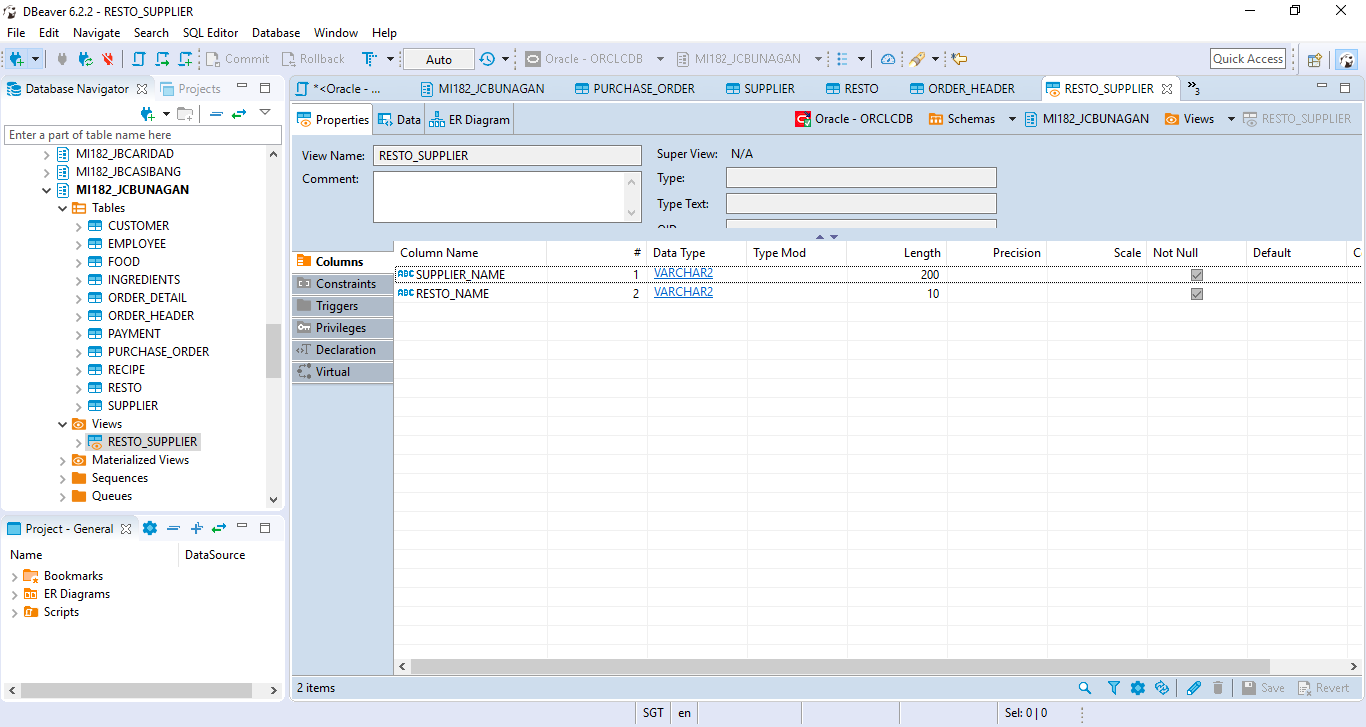 DBeaver 6.2.2 - RESTO_SUPPLIER
File Edit Navigate Search SQL Editor Database Window Help
Commit Rollback Auto Oracle - ORCLCDB MI182_JCBUNAGAN Quick Access
Database Navigator Projects
Enter a part of table name here
MI182_JBCARIDAD
MI182_JBCASIBANG
MI182_JCBUNAGAN
Tables
CUSTOMER
EMPLOYEE
FOOD
INGREDIENTS
ORDER_DETAIL
ORDER_HEADER
PAYMENT
PURCHASE_ORDER
RECIPE
RESTO
SUPPLIER
Views
RESTO_SUPPLIER
Materialized Views
Sequences
Queues
Project - General
Name DataSource
Bookmarks
ER Diagrams
Scripts
*<Oracle - ... MI182_JCBUNAGAN PURCHASE_ORDER SUPPLIER RESTO ORDER_HEADER RESTO_SUPPLIER »3
Properties Data ER Diagram Oracle - ORCLCDB Schemas MI182_JCBUNAGAN Views RESTO_SUPPLIER
View Name: RESTO_SUPPLIER Super View: N/A
Comment: Type:
Type Text:
Columns
Constraints
Triggers
Privileges
Declaration
Virtual
Column Name # Data Type Type Mod Length Precision Scale Not Null Default C
ABC SUPPLIER_NAME 1 VARCHAR2 200
ABC RESTO_NAME 2 VARCHAR2 10
2 items Save Revert
SGT en Sel: 0 | 0